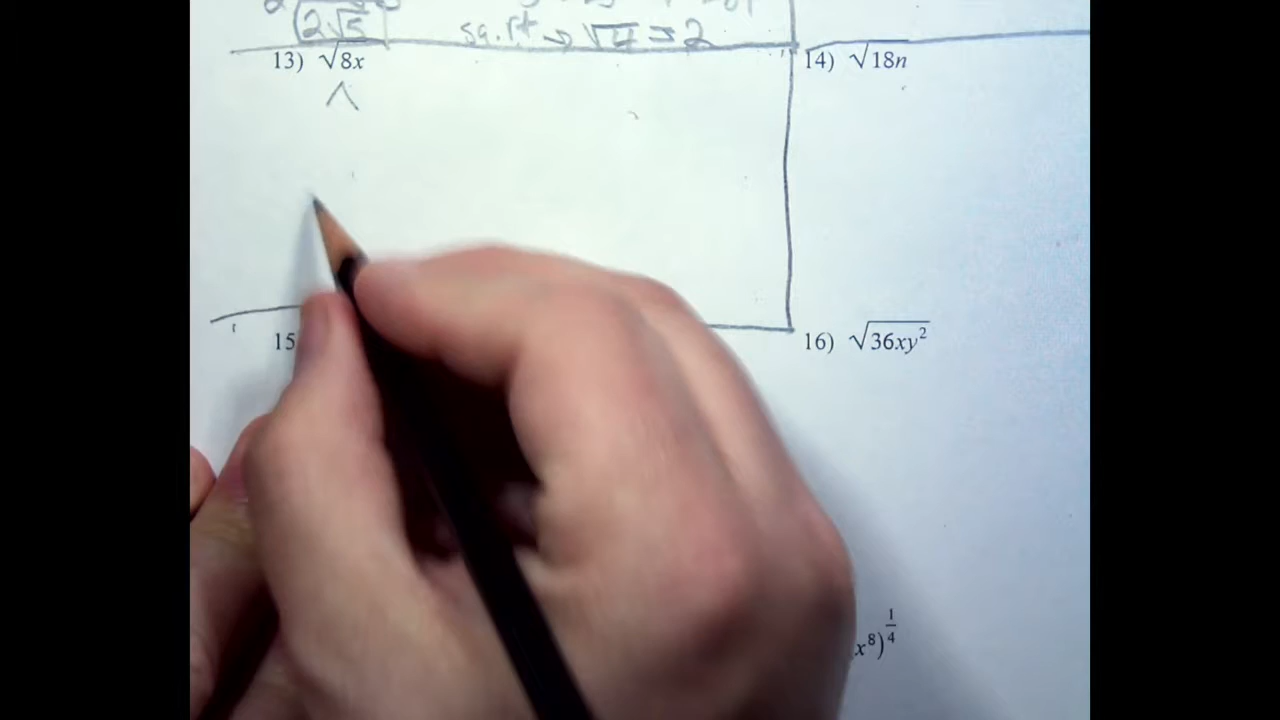 2√5
sq.rt → √4 = 2
13) √8x
14) √18n
15
16) √36xy²
x⁸)^1/4